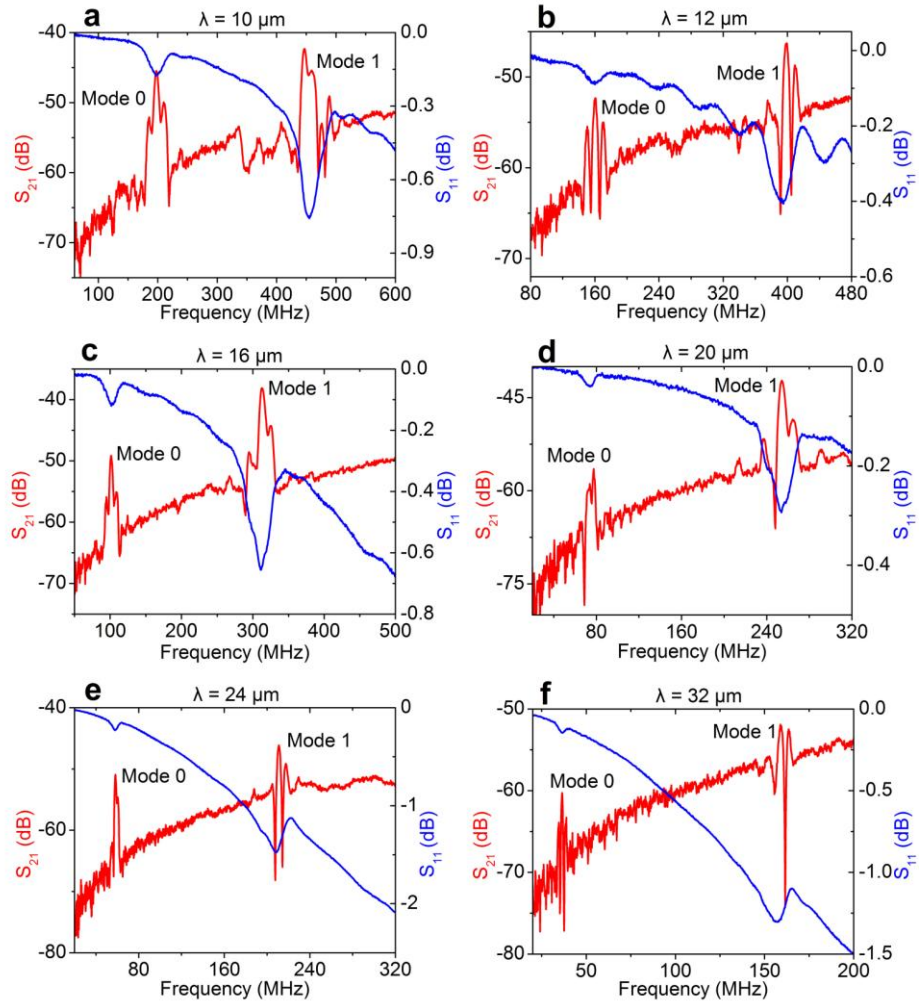 a
λ = 10 μm
-40
-50
-60
-70
S21 (dB)
Mode 0
Mode 1
0.0
-0.3
-0.6
-0.9
S11 (dB)
100 200 300 400 500 600
Frequency (MHz)
b
λ = 12 μm
-50
-60
-70
S21 (dB)
Mode 0
Mode 1
0.0
-0.2
-0.4
-0.6
S11 (dB)
80 160 240 320 400 480
Frequency (MHz)
c
λ = 16 μm
-40
-50
-60
-70
S21 (dB)
Mode 0
Mode 1
0.0
-0.2
-0.4
-0.6
-0.8
S11 (dB)
100 200 300 400 500
Frequency (MHz)
d
λ = 20 μm
-45
-60
-75
S21 (dB)
Mode 0
Mode 1
0.0
-0.2
-0.4
S11 (dB)
80 160 240 320
Frequency (MHz)
e
λ = 24 μm
-40
-60
-80
S21 (dB)
Mode 0
Mode 1
0
-1
-2
S11 (dB)
80 160 240 320
Frequency (MHz)
f
λ = 32 μm
-50
-60
-70
-80
S21 (dB)
Mode 0
Mode 1
0.0
-0.5
-1.0
-1.5
S11 (dB)
50 100 150 200
Frequency (MHz)